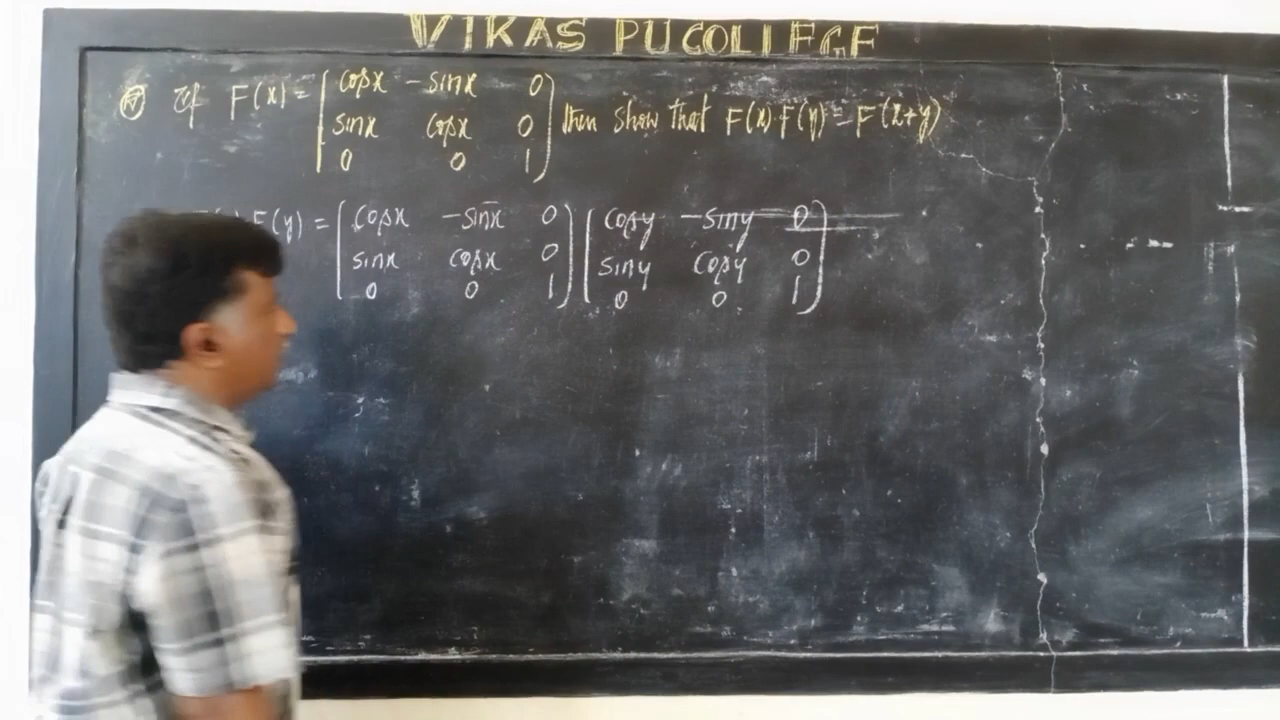 VIKAS PU COLLEGE
If F(x) = [cosx -sinx 0
sinx cosx 0
0 0 1] then show that F(x)·F(y) = F(x+y)
F(y) = [cosx -sinx 0] [cosy -siny 0]
sinx cosx 0 siny cosy 0
0 0 1 0 0 1